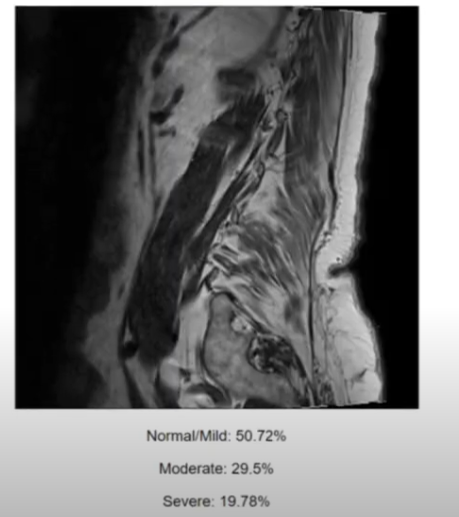 Normal/Mild: 50.72%
Moderate: 29.5%
Severe: 19.78%